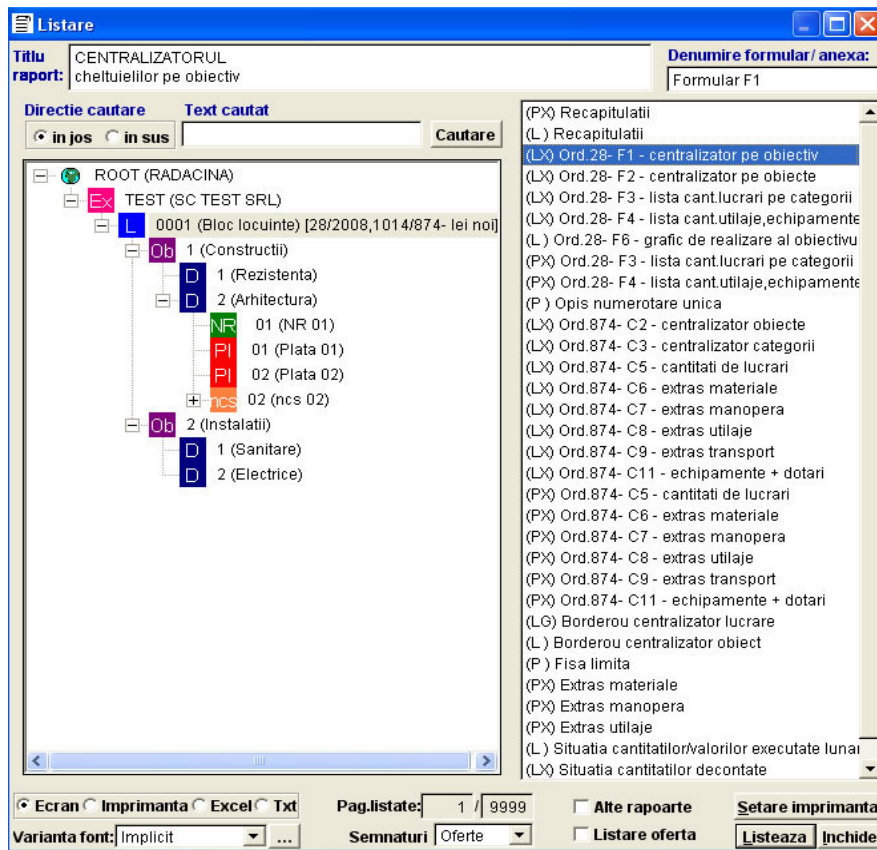 Listare
Titlu raport:
CENTRALIZATORUL
cheltuielilor pe obiectiv
Denumire formular/ anexa:
Formular F1
Directie cautare
in jos in sus
Text cautat
Cautare
ROOT (RADACINA)
Ex TEST (SC TEST SRL)
L 0001 (Bloc locuinte) [28/2008,1014/874- lei noi]
Ob 1 (Constructii)
D 1 (Rezistenta)
D 2 (Arhitectura)
NR 01 (NR 01)
Pl 01 (Plata 01)
Pl 02 (Plata 02)
ncs 02 (ncs 02)
Ob 2 (Instalatii)
D 1 (Sanitare)
D 2 (Electrice)
(PX) Recapitulatii
(L ) Recapitulatii
(LX) Ord.28- F1 - centralizator pe obiectiv
(LX) Ord.28- F2 - centralizator pe obiecte
(LX) Ord.28- F3 - lista cant.lucrari pe categorii
(LX) Ord.28- F4 - lista cant.utilaje,echipamente
(L ) Ord.28- F6 - grafic de realizare al obiectivu
(PX) Ord.28- F3 - lista cant.lucrari pe categorii
(PX) Ord.28- F4 - lista cant.utilaje,echipamente
(P ) Opis numerotare unica
(LX) Ord.874- C2 - centralizator obiecte
(LX) Ord.874- C3 - centralizator categorii
(LX) Ord.874- C5 - cantitati de lucrari
(LX) Ord.874- C6 - extras materiale
(LX) Ord.874- C7 - extras manopera
(LX) Ord.874- C8 - extras utilaje
(LX) Ord.874- C9 - extras transport
(LX) Ord.874- C11 - echipamente + dotari
(PX) Ord.874- C5 - cantitati de lucrari
(PX) Ord.874- C6 - extras materiale
(PX) Ord.874- C7 - extras manopera
(PX) Ord.874- C8 - extras utilaje
(PX) Ord.874- C9 - extras transport
(PX) Ord.874- C11 - echipamente + dotari
(LG) Borderou centralizator lucrare
(L ) Borderou centralizator obiect
(P ) Fisa limita
(PX) Extras materiale
(PX) Extras manopera
(PX) Extras utilaje
(L ) Situatia cantitatilor/valorilor executate lunar
(LX) Situatia cantitatilor decontate
Ecran Imprimanta Excel Txt
Pag.listate: 1 / 9999
Alte rapoarte
Setare imprimanta
Varianta font: Implicit ...
Semnaturi Oferte
Listare oferta
Listeaza Inchide